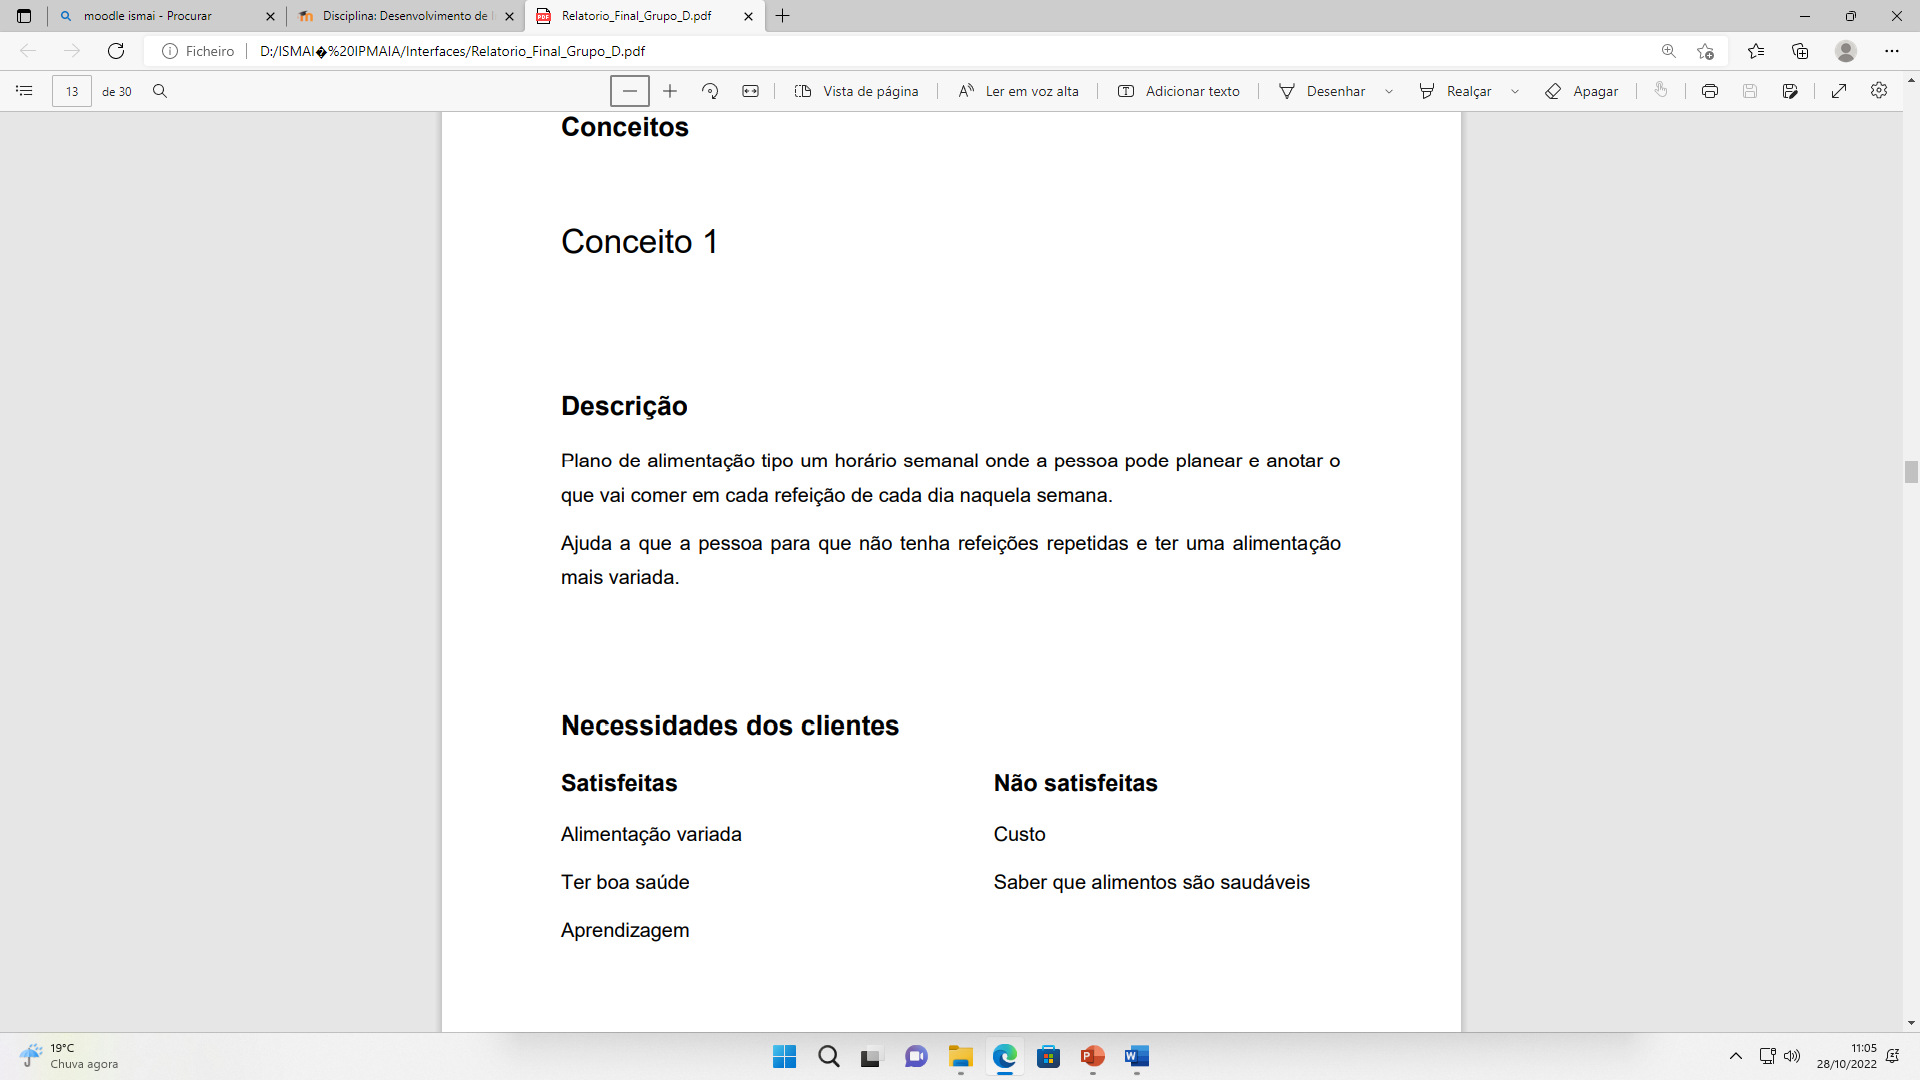 moodle ismai - Procurar
Disciplina: Desenvolvimento de
Relatorio_Final_Grupo_D.pdf
Ficheiro
D:/ISMAI�%20IPMAIA/Interfaces/Relatorio_Final_Grupo_D.pdf
13 de 30
Vista de página
Ler em voz alta
Adicionar texto
Desenhar
Realçar
Apagar
Conceitos
Conceito 1
Descrição
Plano de alimentação tipo um horário semanal onde a pessoa pode planear e anotar o
que vai comer em cada refeição de cada dia naquela semana.
Ajuda a que a pessoa para que não tenha refeições repetidas e ter uma alimentação
mais variada.
Necessidades dos clientes
Satisfeitas
Não satisfeitas
Alimentação variada
Custo
Ter boa saúde
Saber que alimentos são saudáveis
Aprendizagem
19°C
Chuva agora
11:05
28/10/2022